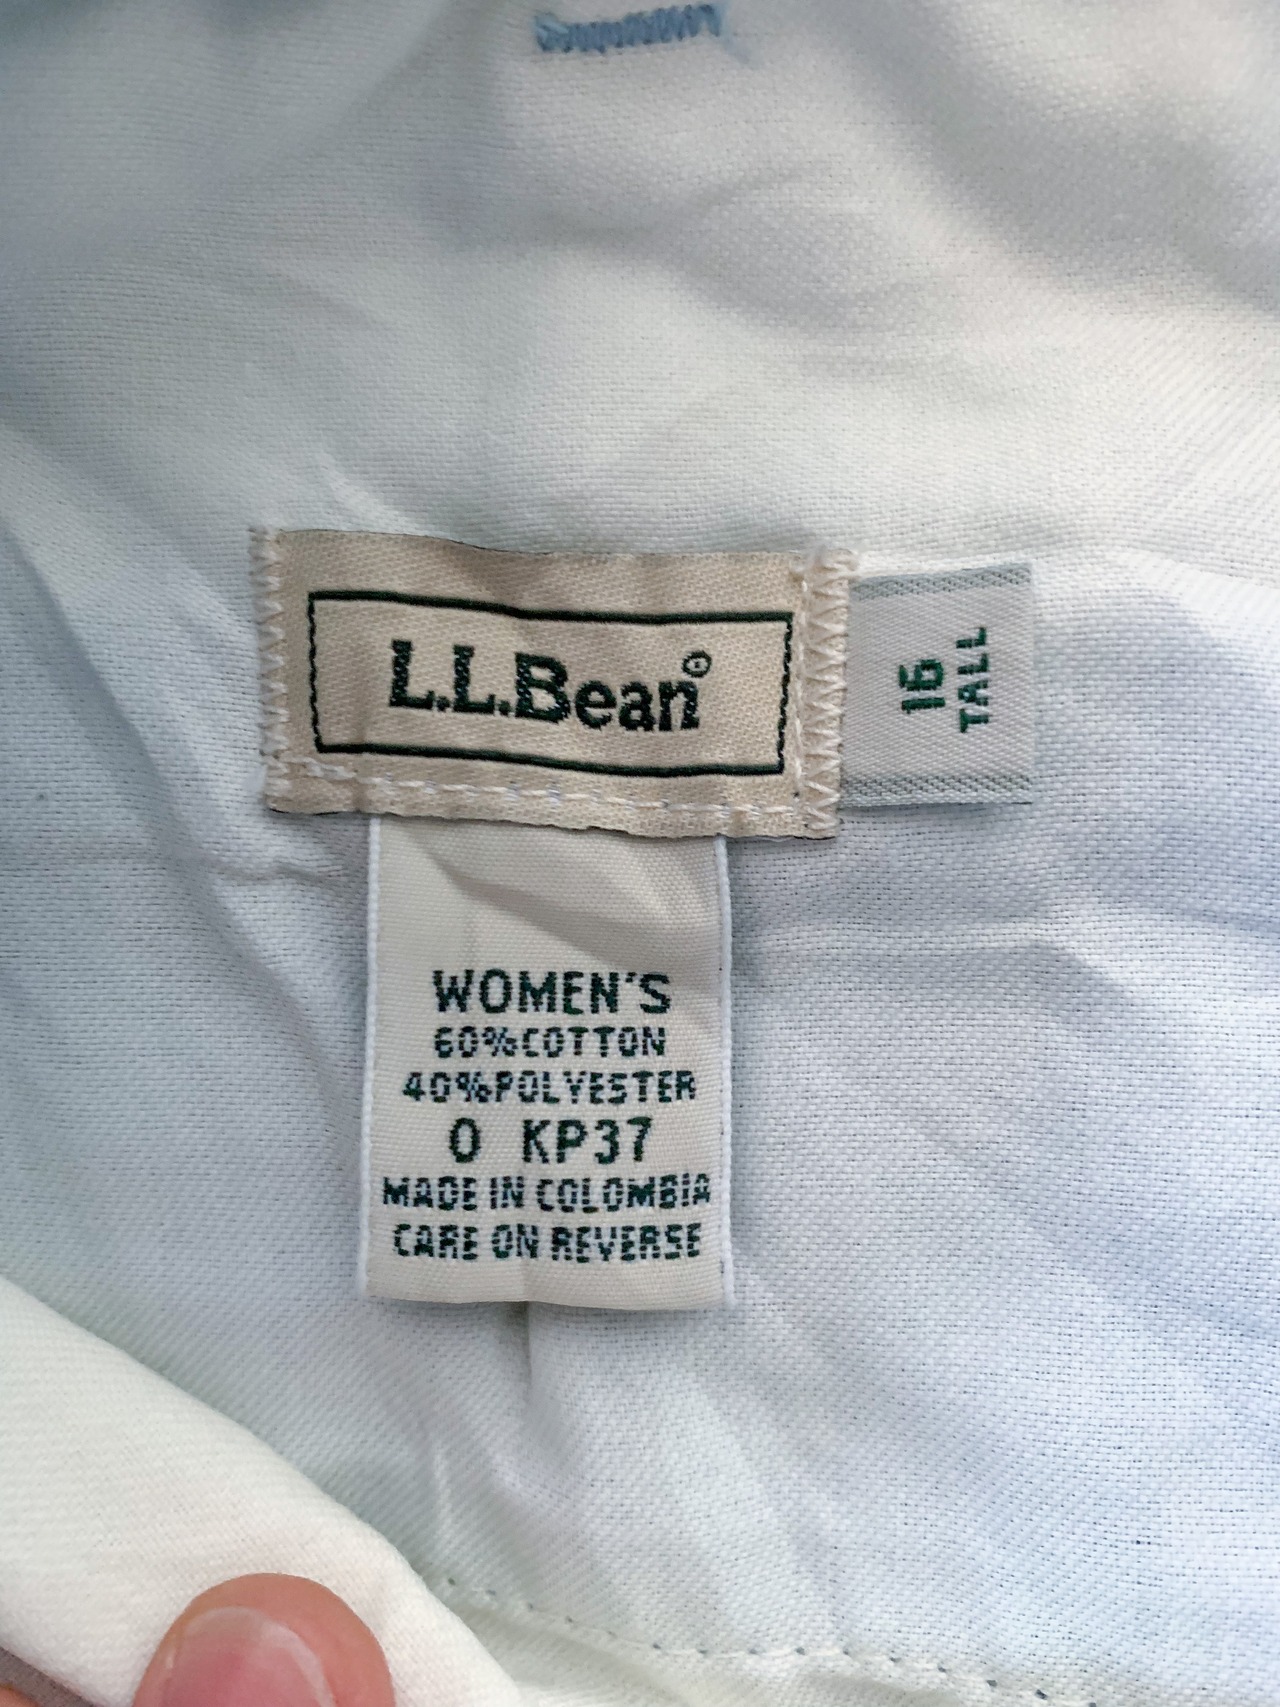 L.L.Bean®
16
TALL
WOMEN'S
60%COTTON
40%POLYESTER
0 KP37
MADE IN COLOMBIA
CARE ON REVERSE